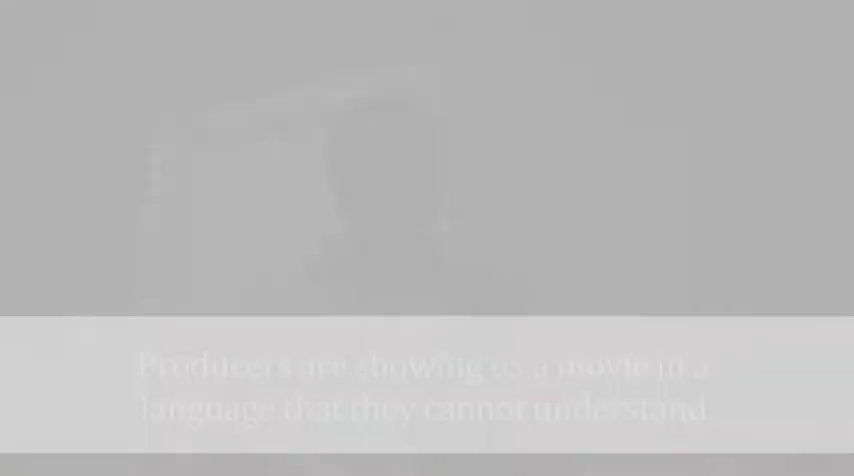 Producers are showing us a movie in a
language that they cannot understand